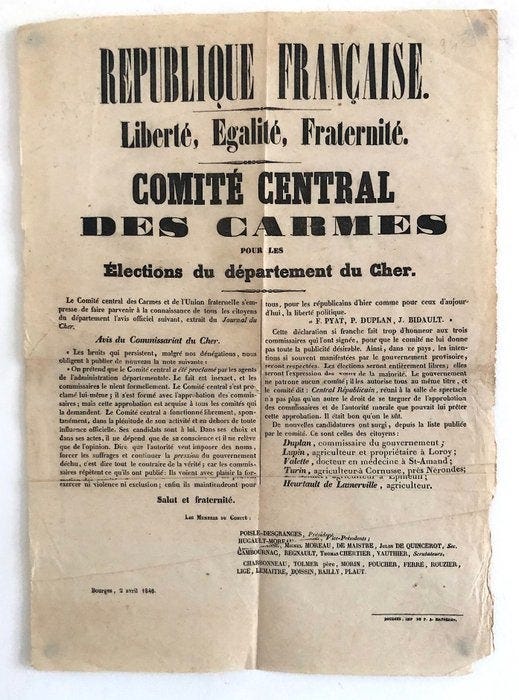 REPUBLIQUE FRANÇAISE.
Liberté, Egalité, Fraternité.
COMITÉ CENTRAL
DES CARMES
POUR LES
Élections du département du Cher.
Le Comité central des Carmes et de l'Union fraternelle s'em-
presse de faire parvenir à la connaissance de tous les citoyens
du département l'avis officiel suivant, extrait du Journal du
Cher.
Avis du Commissariat du Cher.
« Les bruits qui persistent, malgré nos dénégations, nous
obligent à publier de nouveau la note suivante :
« On prétend que le Comité central a été proclamé par les agens
de l'administration départementale. Le fait est inexact, et les
commissaires le nient formellement. Le Comité central s'est pro-
clamé lui-même ; il s'est formé avec l'approbation des commis-
saires ; mais cette approbation est acquise à tous les comités qui
la demandent. Le Comité central a fonctionné librement, spon-
tanément, dans la plénitude de son activité et en dehors de toute
influence officielle. Ses candidats sont à lui. Dans ses choix et
dans ses actes, il ne dépend que de sa conscience et il ne relève
que de l'opinion. Dire que l'autorité veut imposer des noms,
forcer les suffrages et continuer la pression du gouvernement
déchu, c'est dire tout le contraire de la vérité ; car les commis-
saires répètent ce qu'ils ont publié : Ils voient avec plaisir la for-
exercer ni violence ni exclusion ; enfin ils maintiendront pour
tous, pour les républicains d'hier comme pour ceux d'aujour-
d'hui, la liberté politique.
« F. PYAT, P. DUPLAN, J. BIDAULT. »
Cette déclaration si franche fait trop d'honneur aux trois
commissaires qui l'ont signée, pour que le comité ne lui donne
pas toute la publicité désirable. Ainsi, dans ce pays, les inten-
tions si souvent manifestées par le gouvernement provisoire,
seront respectées. Les élections seront entièrement libres ; elles
seront l'expression des vœux de la majorité. Le gouvernement ne
patrone aucun comité ; il les autorise tous au même titre, et
le comité dit : Central Républicain, réuni à la salle de spectacle
n'a pas plus qu'un autre le droit de se targuer de l'approbation
des commissaires et de l'autorité morale que pouvait lui prêter
cette approbation. Il était bon qu'on le sût.
De nouvelles candidatures ont surgi, depuis la liste publiée
par le comité. Ce sont celles des citoyens :
Duplan, commissaire du gouvernement ;
Lupin, agriculteur et propriétaire à Loroy ;
Valette, docteur en médecine à St-Amand ;
Turin, agriculteur à Cornusse, près Nérondes ;
agriculteur à Epineuil ;
Heurtault de Lamerville, agriculteur.
Salut et fraternité.
Les Membres du Comité :
POISLE-DESGRANGES, Président
HUGAULT-MOREAU Vice-Présidents ;
Michel MOREAU, DE MAISTRE, Jules DE QUINCEROT, Sec.
CAMBOURNAC, REGNAULT, Thomas CHERTIER, VAUTHIER, Scrutateurs.
CHARBONNEAU, TOLMER père, MORIN, FOUCHER, FERRÉ, ROUZIER,
LIGÉ, LEMAITRE, BOISSIN, BAILLY, PLAUT.
Bourges, 2 avril 1848.
BOURGES, IMP DE P. A.